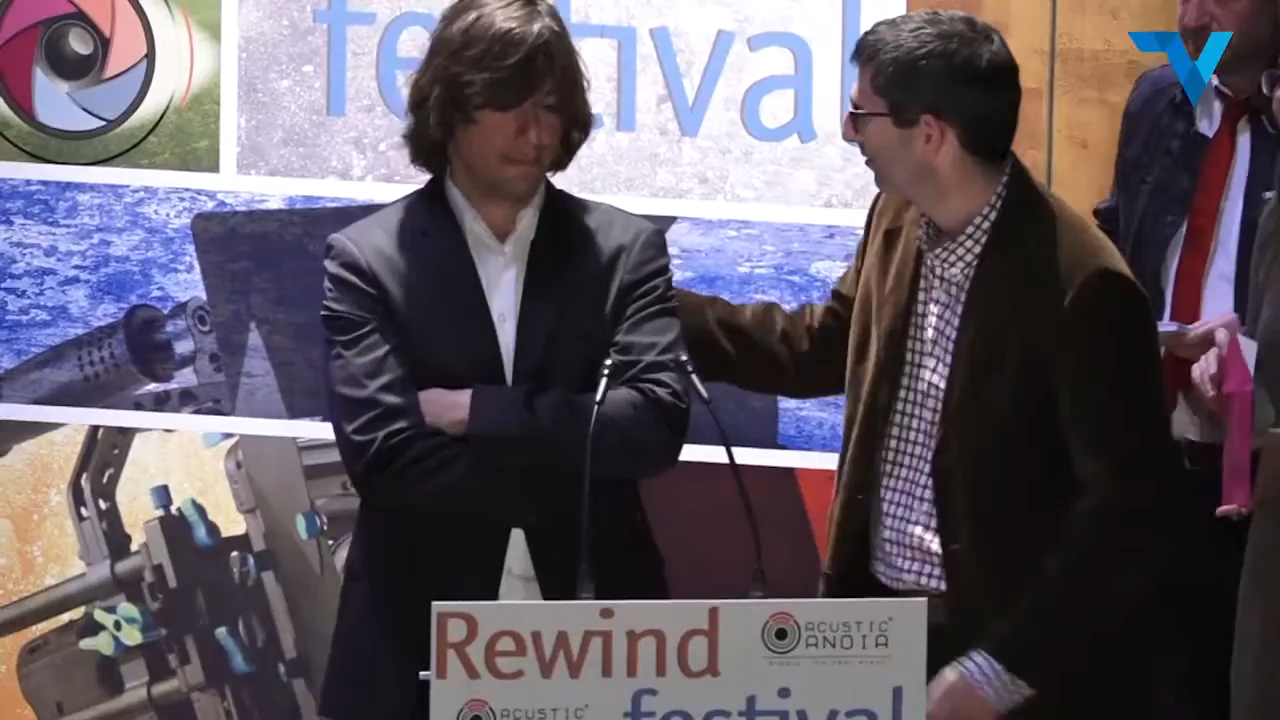 festival
Rewind
ACUSTIC
ANOIA
ACUSTIC
festival